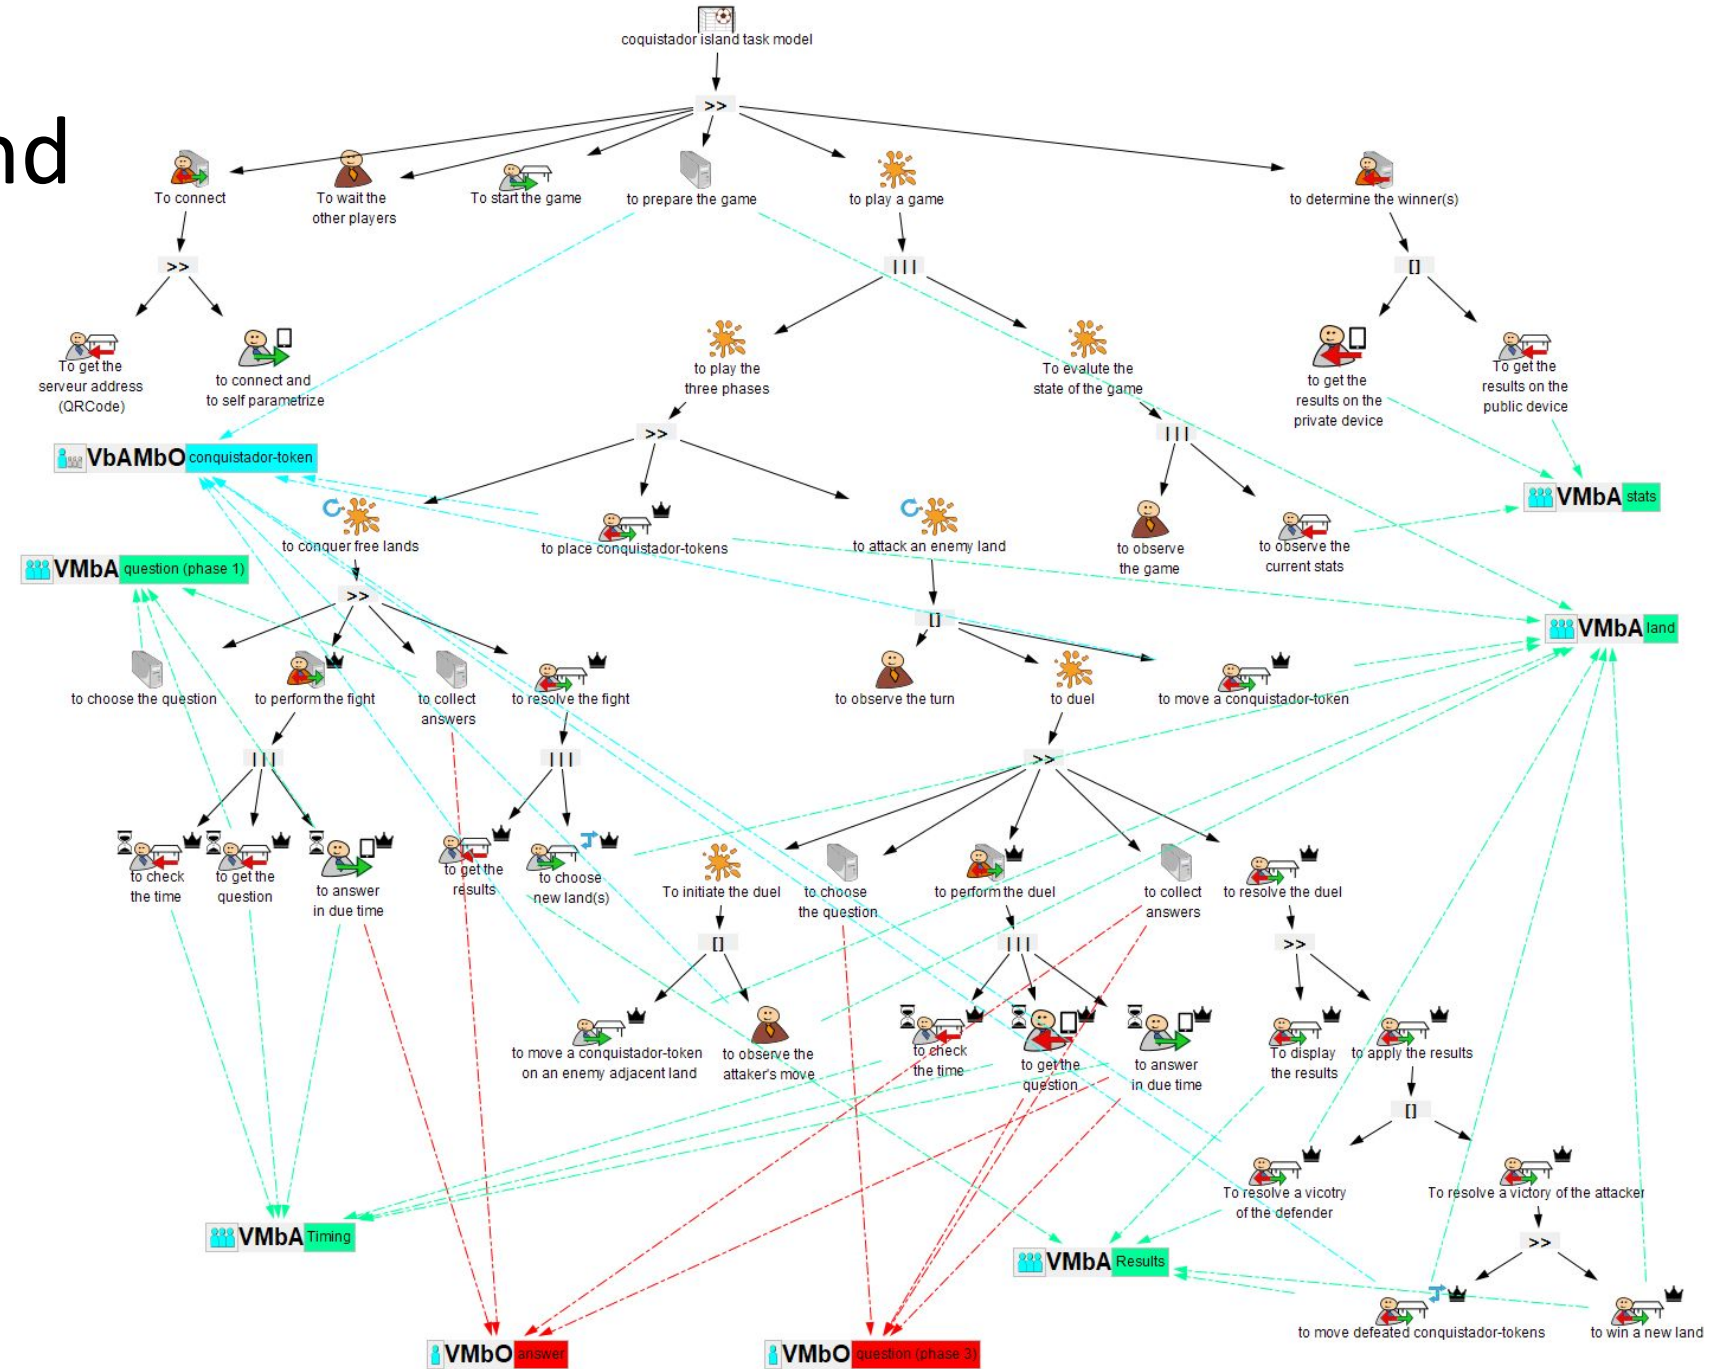 coquistador island task model
>>
nd
To connect
To wait the
other players
To start the game
to prepare the game
to play a game
to determine the winner(s)
>>
|||
[]
To get the
serveur address
(QRCode)
to connect and
to self parametrize
to play the
three phases
To evalute the
state of the game
to get the
results on the
private device
To get the
results on the
public device
>>
|||
VbAMbO conquistador-token
VMbA stats
to conquer free lands
to place conquistador-tokens
to attack an enemy land
to observe
the game
to observe the
current stats
VMbA question (phase 1)
>>
[]
VMbA land
to choose the question
to perform the fight
to collect
answers
to resolve the fight
to observe the turn
to duel
to move a conquistador-token
|||
|||
>>
to check
the time
to get the
question
to answer
in due time
to get the
results
to choose
new land(s)
To initiate the duel
to choose
the question
to perform the duel
to collect
answers
to resolve the duel
[]
|||
>>
to move a conquistador-token
on an enemy adjacent land
to observe the
attaker's move
to check
the time
to get the
question
to answer
in due time
To display
the results
to apply the results
[]
To resolve a vicotry
of the defender
To resolve a victory of the attacker
VMbA Timing
VMbA Results
>>
to move defeated conquistador-tokens
to win a new land
VMbO answer
VMbO question (phase 3)